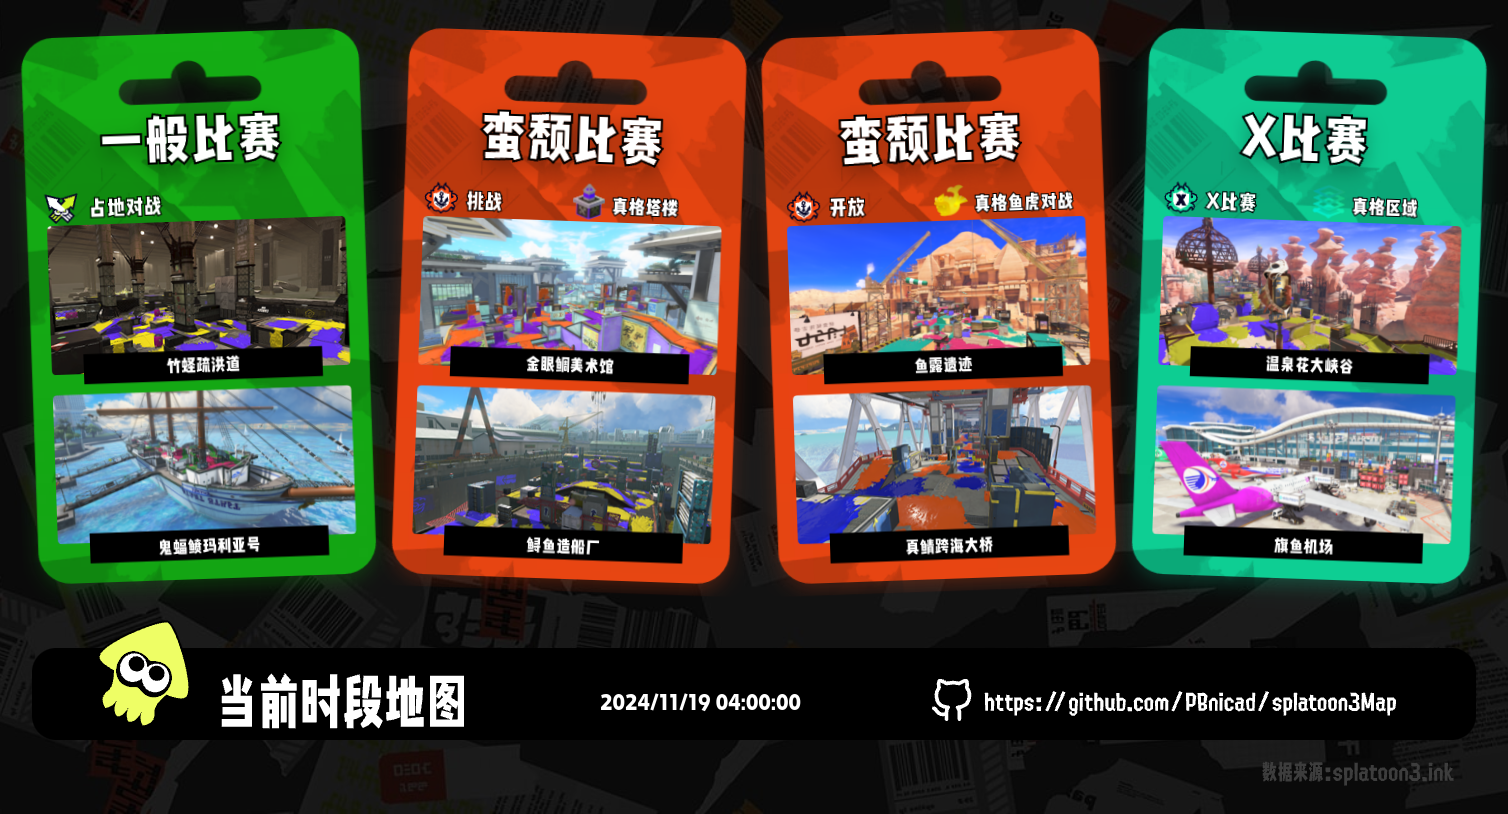 一般比赛
占地对战
竹蛏疏洪道
鬼蝠鲼玛利亚号
蛮颓比赛
挑战
真格塔楼
金眼鲷美术馆
鲟鱼造船厂
蛮颓比赛
开放
真格鱼虎对战
鱼露遗迹
真鲭跨海大桥
X比赛
X比赛
真格区域
温泉花大峡谷
旗鱼机场
当前时段地图
2024/11/19 04:00:00
https://github.com/PBnicad/splatoon3Map
数据来源:splatoon3.ink